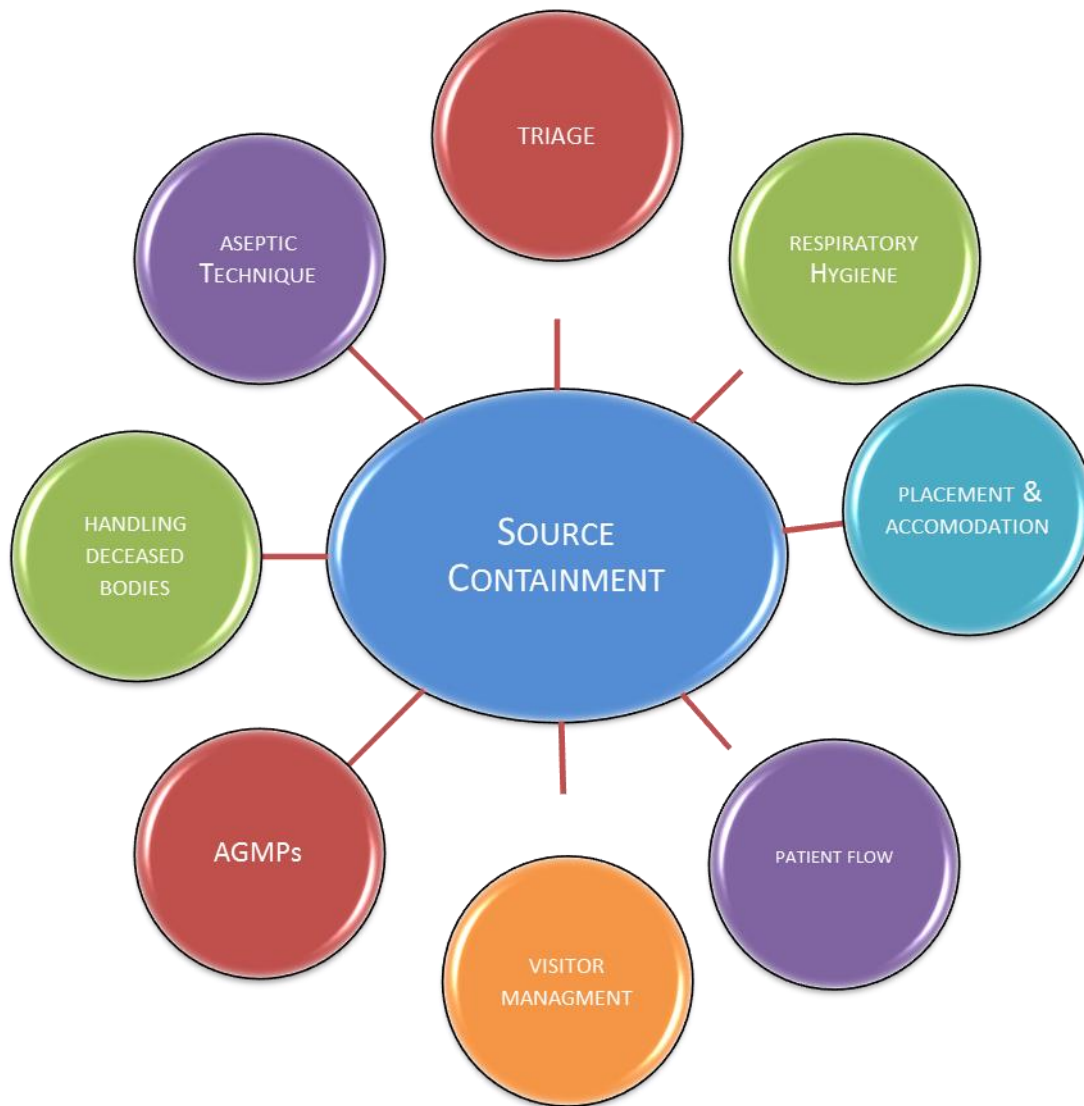 TRIAGE
RESPIRATORY
HYGIENE
PLACEMENT &
ACCOMODATION
PATIENT FLOW
VISITOR
MANAGMENT
AGMPs
HANDLING
DECEASED
BODIES
ASEPTIC
TECHNIQUE
SOURCE
CONTAINMENT